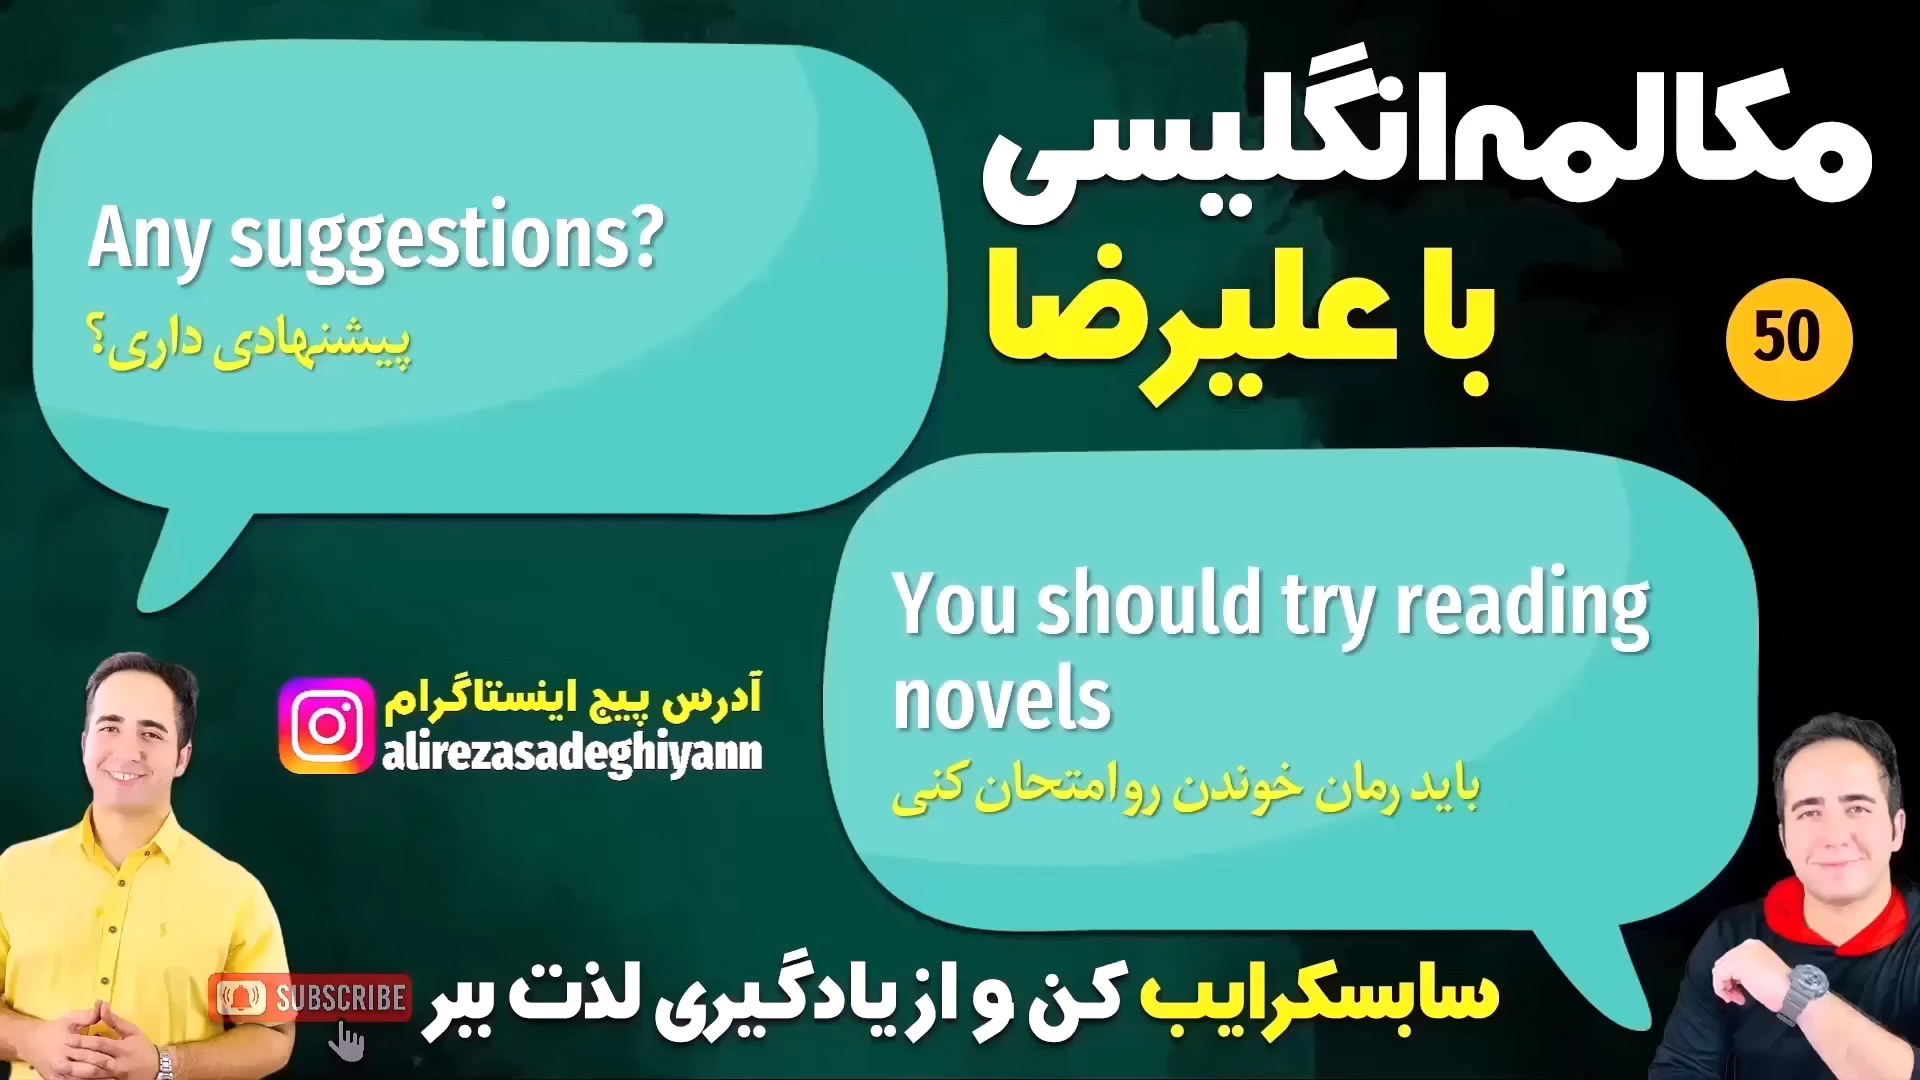 مکالمه انگلیسی
با علیرضا
50
Any suggestions?
پیشنهادی داری؟
You should try reading
novels
باید رمان خوندن رو امتحان کنی
آدرس پیج اینستاگرام
alirezasadeghiyann
SUBSCRIBE
سابسکرایب کن و از یادگیری لذت ببر